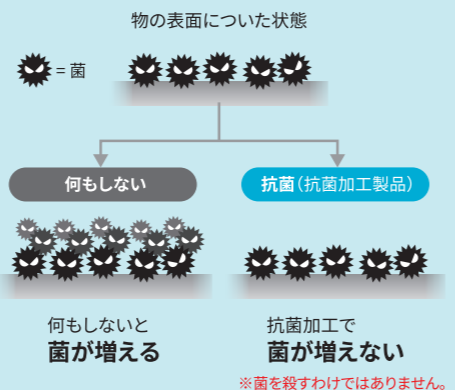 物の表面についた状態
= 菌
何もしない
抗菌(抗菌加工製品)
何もしないと
菌が増える
抗菌加工で
菌が増えない
※菌を殺すわけではありません。